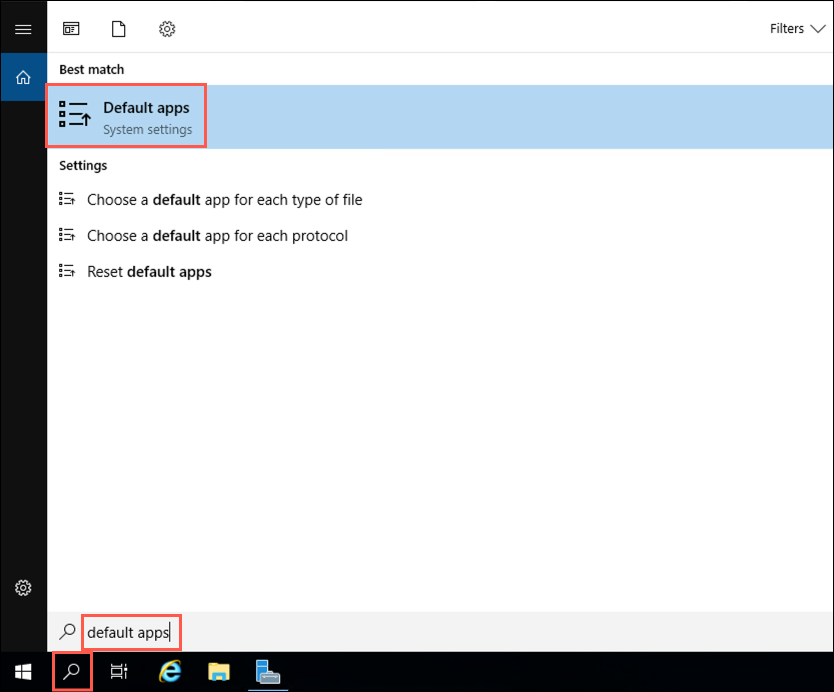 Filters
Best match
Default apps
System settings
Settings
Choose a default app for each type of file
Choose a default app for each protocol
Reset default apps
default apps